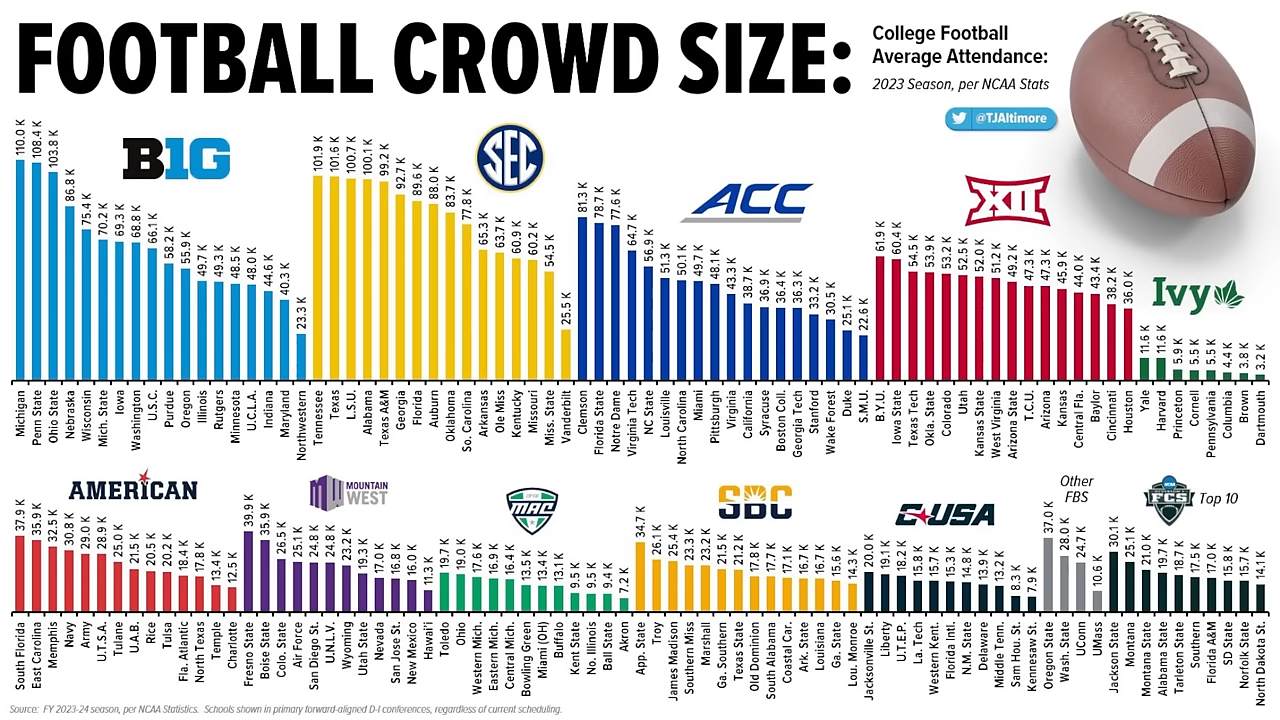 FOOTBALL CROWD SIZE:
College Football
Average Attendance:
2023 Season, per NCAA Stats
@TJAltimore
B1G
SEC
ACC
XII
Ivy
110.0 K 108.4 K 103.8 K 86.8 K 75.4 K 70.2 K 69.3 K 68.8 K 66.1 K 58.2 K 55.9 K 49.7 K 49.3 K 48.5 K 48.0 K 44.6 K 40.3 K 23.3 K
101.9 K 101.6 K 100.7 K 100.1 K 99.2 K 92.7 K 89.6 K 88.0 K 83.7 K 77.8 K 65.3 K 63.7 K 60.9 K 60.2 K 54.5 K 25.5 K
81.3 K 78.7 K 77.6 K 64.7 K 56.9 K 51.3 K 50.1 K 49.7 K 48.1 K 43.3 K 38.7 K 36.9 K 36.4 K 36.3 K 33.2 K 30.5 K 25.1 K 22.6 K
61.9 K 60.4 K 54.5 K 53.9 K 53.2 K 52.5 K 52.0 K 51.2 K 49.2 K 47.3 K 47.3 K 45.9 K 44.0 K 43.4 K 38.2 K 36.0 K
11.6 K 11.6 K 5.9 K 5.5 K 5.5 K 4.4 K 3.8 K 3.2 K
Michigan Penn State Ohio State Nebraska Wisconsin Mich. State Iowa Washington U.S.C. Purdue Oregon Illinois Rutgers Minnesota U.C.L.A. Indiana Maryland Northwestern
Tennessee Texas L.S.U. Alabama Texas A&M Georgia Florida Auburn Oklahoma So. Carolina Arkansas Ole Miss Kentucky Missouri Miss. State Vanderbilt
Clemson Florida State Notre Dame Virginia Tech NC State Louisville North Carolina Miami Pittsburgh Virginia California Syracuse Boston Coll. Georgia Tech Stanford Wake Forest Duke S.M.U.
B.Y.U. Iowa State Texas Tech Okla. State Colorado Utah Kansas State West Virginia Arizona State T.C.U. Arizona Kansas Central Fla. Baylor Cincinnati Houston
Yale Harvard Princeton Cornell Pennsylvania Columbia Brown Dartmouth
AMERICAN
MOUNTAIN
WEST
MAC
SBC
C USA
Other
FBS
FCS
Top 10
37.9 K 35.9 K 32.5 K 30.8 K 29.0 K 28.9 K 25.0 K 21.5 K 20.5 K 20.2 K 18.4 K 17.8 K 13.4 K 12.5 K
39.9 K 35.9 K 26.5 K 25.1 K 24.8 K 24.8 K 23.2 K 19.3 K 17.0 K 16.8 K 16.0 K 11.3 K
19.7 K 19.0 K 17.6 K 16.9 K 16.4 K 13.5 K 13.4 K 13.1 K 9.5 K 9.5 K 9.4 K 7.2 K
34.7 K 26.1 K 25.4 K 23.3 K 23.2 K 21.5 K 21.2 K 17.8 K 17.7 K 17.1 K 16.7 K 16.7 K 15.6 K 14.3 K
20.0 K 19.1 K 18.2 K 15.8 K 15.7 K 15.3 K 14.8 K 13.9 K 13.2 K 8.3 K 7.9 K
37.0 K 28.0 K 24.7 K 10.6 K
30.1 K 25.1 K 21.0 K 19.7 K 18.7 K 17.5 K 17.0 K 15.8 K 15.7 K 14.1 K
South Florida East Carolina Memphis Navy Army U.T.S.A. Tulane U.A.B. Rice Tulsa Fla. Atlantic North Texas Temple Charlotte
Fresno State Boise State Colo. State Air Force San Diego St. U.N.L.V. Wyoming Utah State Nevada San Jose St. New Mexico Hawai'i
Toledo Ohio Western Mich. Eastern Mich. Central Mich. Bowling Green Miami (OH) Buffalo Kent State No. Illinois Ball State Akron
App. State Troy James Madison Southern Miss Marshall Ga. Southern Texas State Old Dominion South Alabama Coastal Car. Ark. State Louisiana Ga. State Lou. Monroe
Jacksonville St. Liberty U.T.E.P. La. Tech Western Kent. Florida Intl. N.M. State Delaware Middle Tenn. Sam Hou. St. Kennesaw St.
Oregon State Wash. State UConn UMass
Jackson State Montana Montana State Alabama State Tarleton State Southern Florida A&M SD State Norfolk State North Dakota St.
Source: FY 2023-24 season, per NCAA Statistics. Schools shown in primary forward-aligned D-I conferences, regardless of current scheduling.